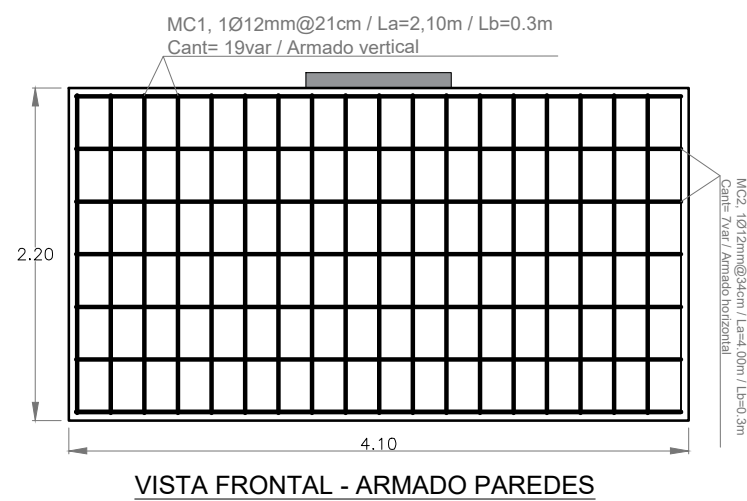 MC1, 1Ø12mm@21cm / La=2,10m / Lb=0.3m
Cant= 19var / Armado vertical
MC2, 1Ø12mm@34cm / La=4.00m / Lb=0.3m
Cant= 7var / Armado horizontal
2.20
4.10
VISTA FRONTAL - ARMADO PAREDES